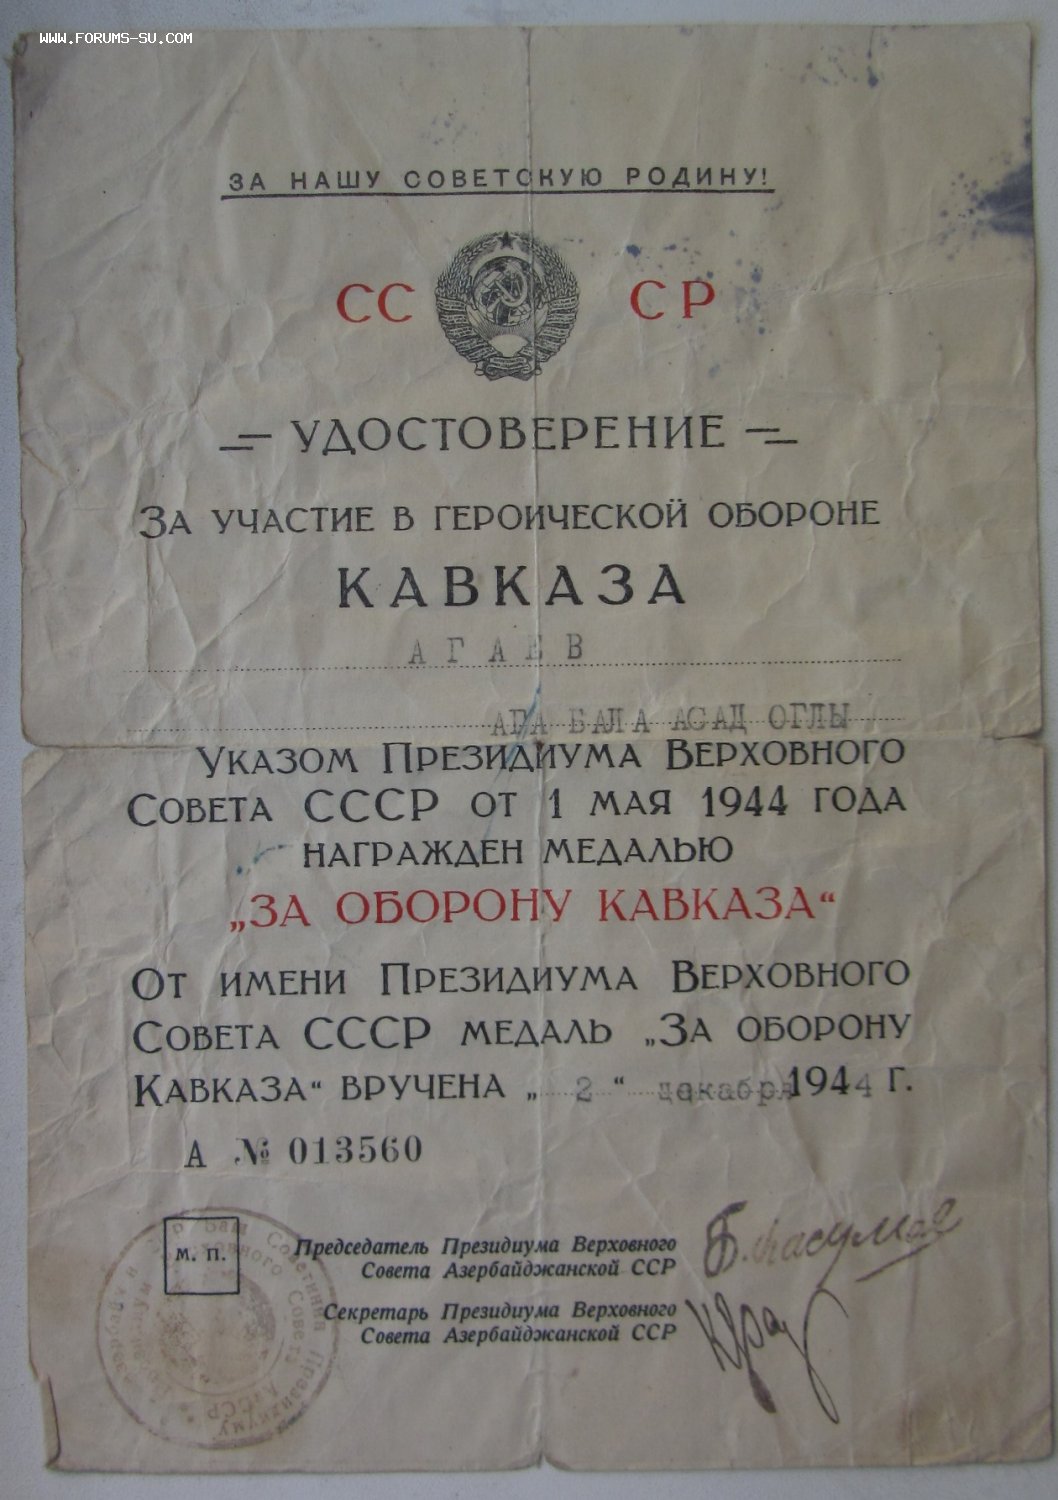 WWW.FORUMS-SU.COM
ЗА НАШУ СОВЕТСКУЮ РОДИНУ!
СС СР
УДОСТОВЕРЕНИЕ
ЗА УЧАСТИЕ В ГЕРОИЧЕСКОЙ ОБОРОНЕ
КАВКАЗА
АГАЕВ
АГА БАЛА АСАД ОГЛЫ
УКАЗОМ ПРЕЗИДИУМА ВЕРХОВНОГО
СОВЕТА СССР ОТ 1 МАЯ 1944 ГОДА
НАГРАЖДЕН МЕДАЛЬЮ
„ЗА ОБОРОНУ КАВКАЗА“
ОТ ИМЕНИ ПРЕЗИДИУМА ВЕРХОВНОГО
СОВЕТА СССР МЕДАЛЬ „ЗА ОБОРОНУ
КАВКАЗА“ ВРУЧЕНА „ 2 “ декабря 1944 Г.
А № 013560
М. П.
Председатель Президиума Верховного
Совета Азербайджанской ССР
Секретарь Президиума Верховного
Совета Азербайджанской ССР